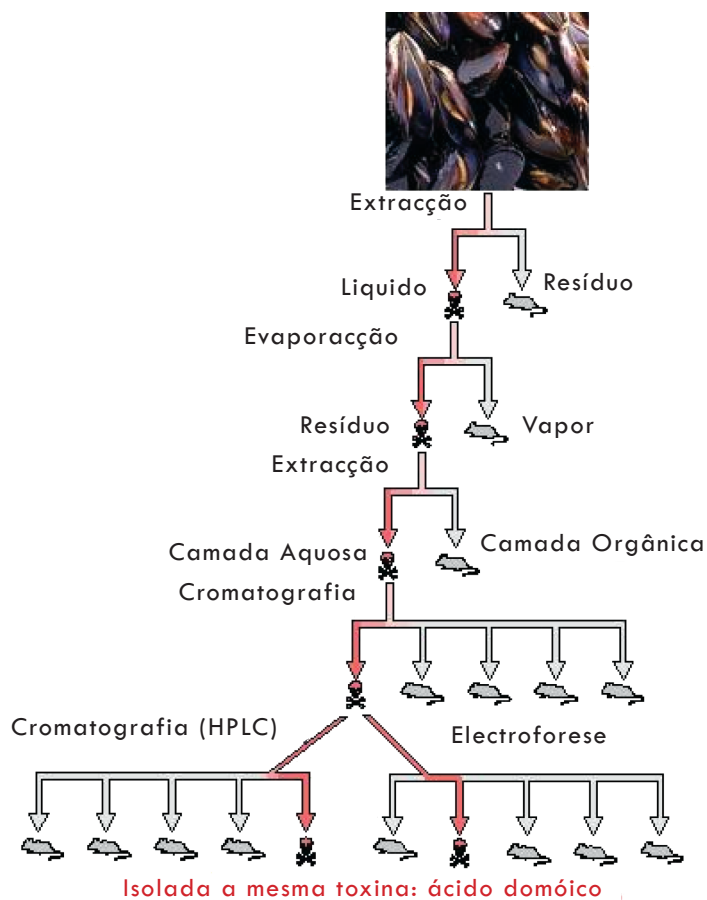 Extracção
Liquido
Resíduo
Evaporacção
Resíduo
Vapor
Extracção
Camada Aquosa
Camada Orgânica
Cromatografia
Cromatografia (HPLC)
Electroforese
Isolada a mesma toxina: ácido domóico